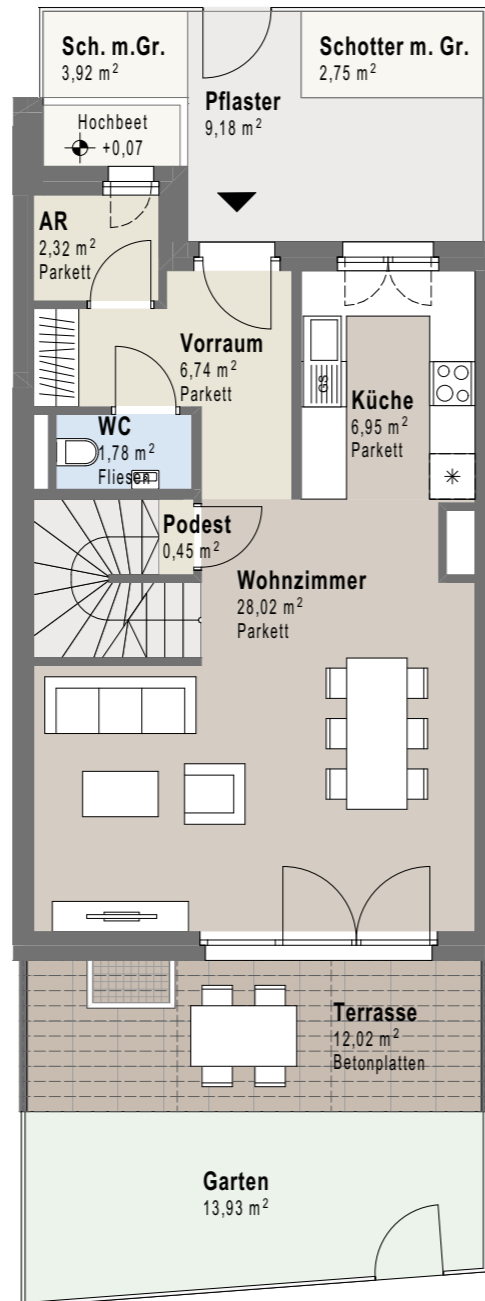 Sch. m.Gr.
3,92 m²
Schotter m. Gr.
2,75 m²
Pflaster
9,18 m²
Hochbeet
+0,07
AR
2,32 m²
Parkett
Vorraum
6,74 m²
Parkett
GS
Küche
6,95 m²
Parkett
WC
1,78 m²
Fliesen
Podest
0,45 m²
Wohnzimmer
28,02 m²
Parkett
Terrasse
12,02 m²
Betonplatten
Garten
13,93 m²